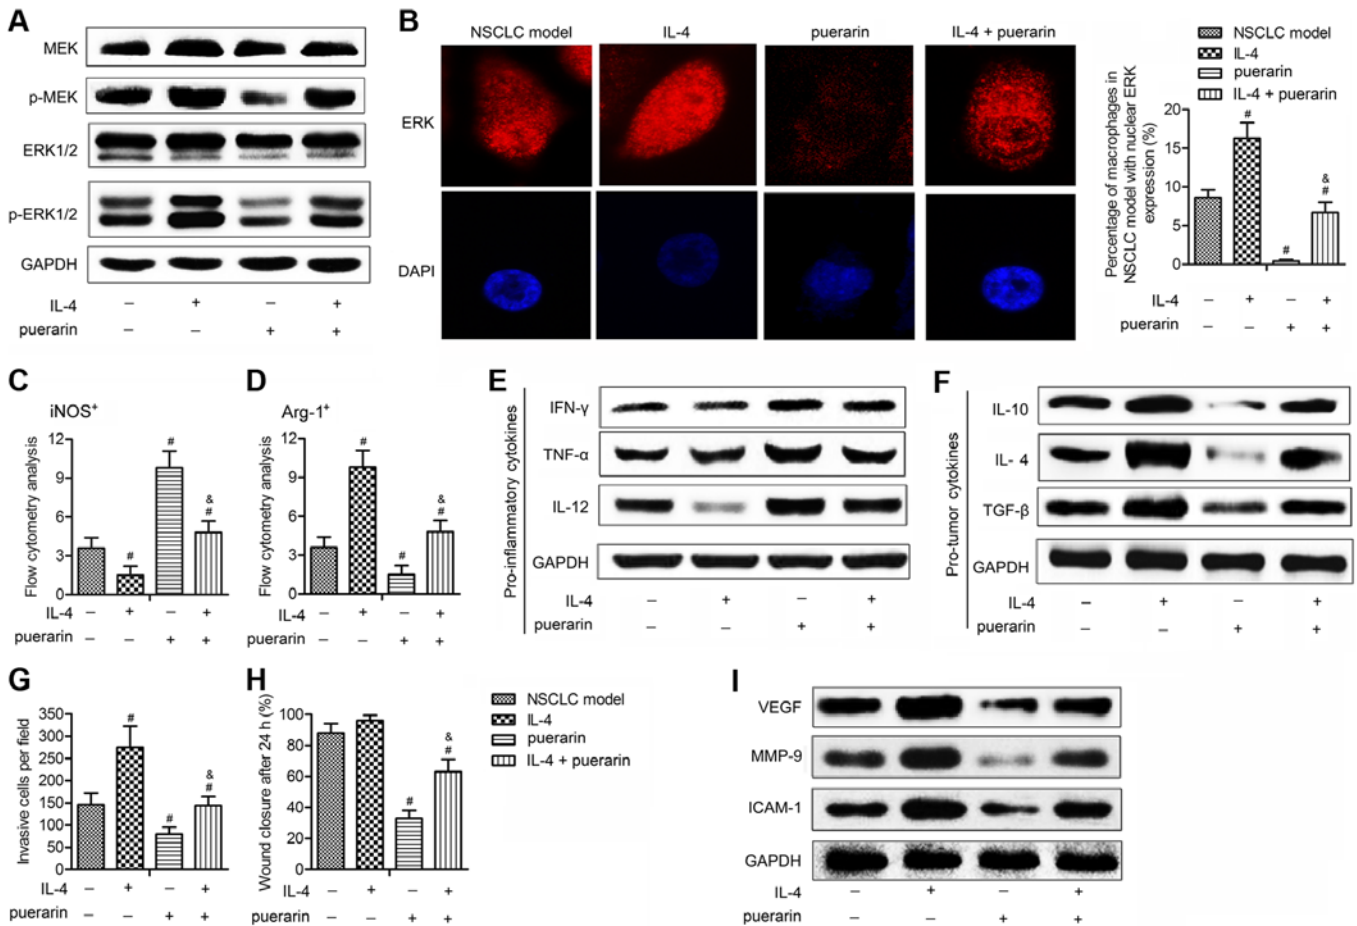 A
MEK
p-MEK
ERK1/2
p-ERK1/2
GAPDH
IL-4 – + – +
puerarin – – + +
B
NSCLC model IL-4 puerarin IL-4 + puerarin
ERK
DAPI
NSCLC model
IL-4
puerarin
IL-4 + puerarin
Percentage of macrophages in
NSCLC model with nuclear ERK
expression (%)
20
15
10
5
0
#
#
&
#
IL-4 – + – +
puerarin – – + +
C
iNOS+
Flow cytometry analysis
12
9
6
3
0
#
#
&
#
IL-4 – + – +
puerarin – – + +
D
Arg-1+
Flow cytometry analysis
12
9
6
3
0
#
#
&
#
IL-4 – + – +
puerarin – – + +
E
Pro-inflammatory cytokines
IFN-γ
TNF-α
IL-12
GAPDH
IL-4 – + – +
puerarin – – + +
F
Pro-tumor cytokines
IL-10
IL- 4
TGF-β
GAPDH
IL-4 – + – +
puerarin – – + +
G
Invasive cells per field
350
300
250
200
150
100
50
0
#
#
&
#
IL-4 – + – +
puerarin – – + +
H
Wound closure after 24 h (%)
100
80
60
40
20
0
#
&
#
IL-4 – + – +
puerarin – – + +
NSCLC model
IL-4
puerarin
IL-4 + puerarin
I
VEGF
MMP-9
ICAM-1
GAPDH
IL-4 – + – +
puerarin – – + +